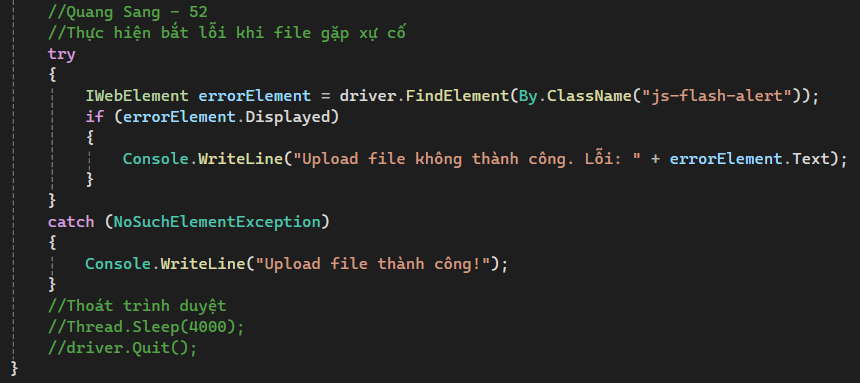 //Quang Sang - 52
//Thực hiện bắt lỗi khi file gặp xự cố
try
{
IWebElement errorElement = driver.FindElement(By.ClassName("js-flash-alert"));
if (errorElement.Displayed)
{
Console.WriteLine("Upload file không thành công. Lỗi: " + errorElement.Text);
}
}
catch (NoSuchElementException)
{
Console.WriteLine("Upload file thành công!");
}
//Thoát trình duyệt
//Thread.Sleep(4000);
//driver.Quit();
}